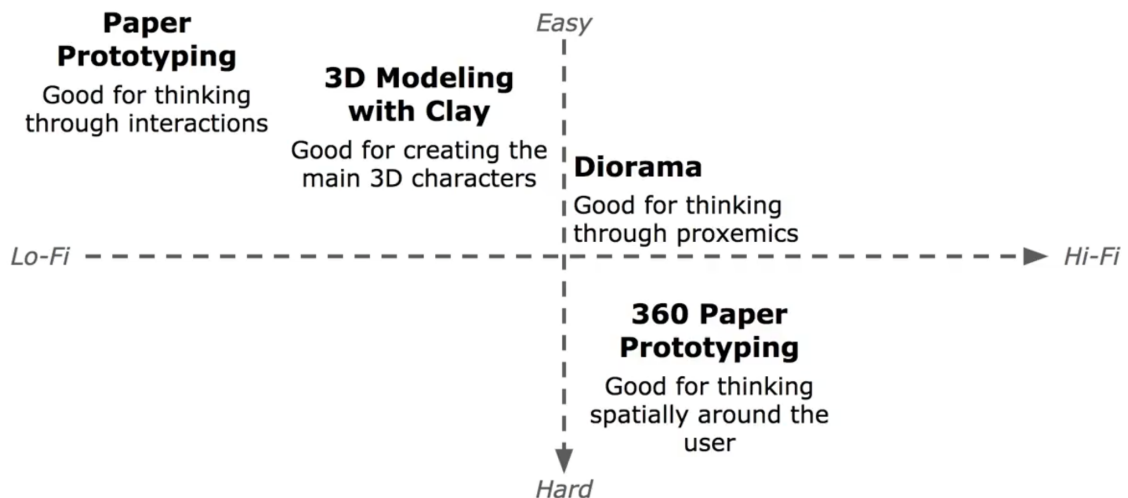 Paper
Prototyping
Good for thinking
through interactions
Easy
3D Modeling
with Clay
Good for creating the
main 3D characters
Diorama
Good for thinking
through proxemics
Lo-Fi
Hi-Fi
360 Paper
Prototyping
Good for thinking
spatially around the
user
Hard